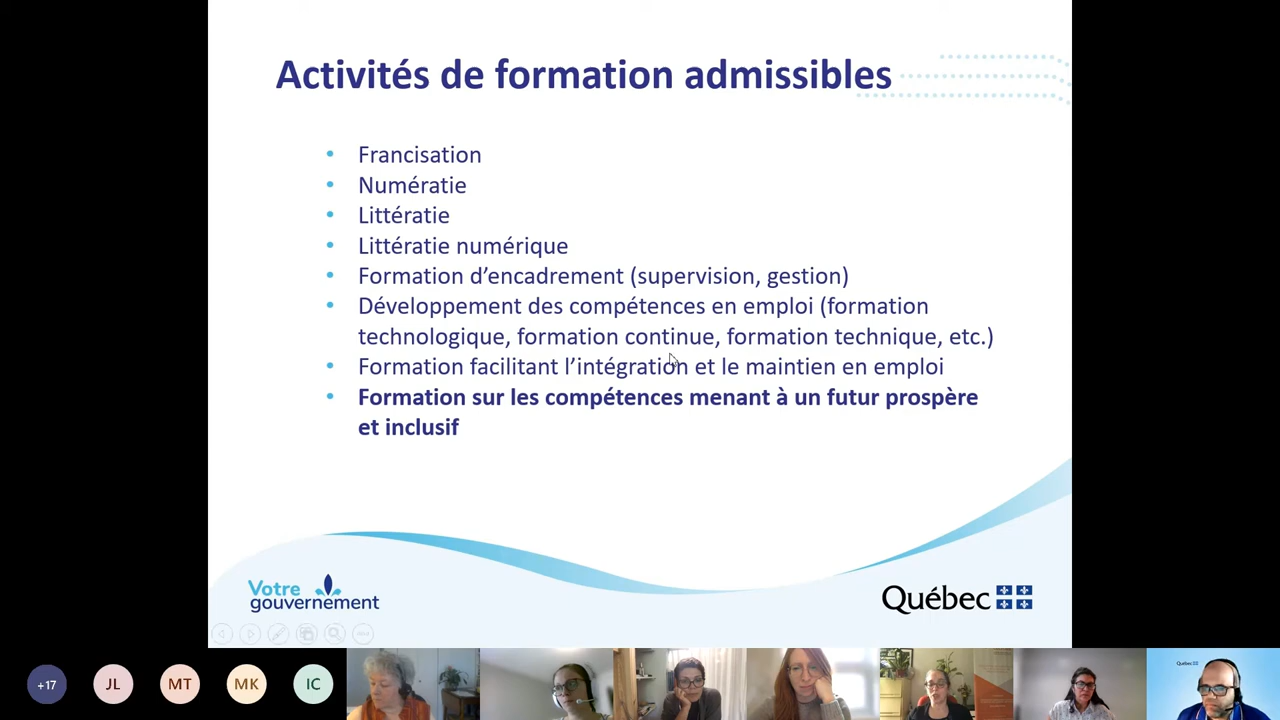 Activités de formation admissibles
• Francisation
• Numératie
• Littératie
• Littératie numérique
• Formation d’encadrement (supervision, gestion)
• Développement des compétences en emploi (formation
technologique, formation continue, formation technique, etc.)
• Formation facilitant l’intégration et le maintien en emploi
• Formation sur les compétences menant à un futur prospère
et inclusif
Votre
gouvernement
Québec
+17
JL
MT
MK
IC
Québec